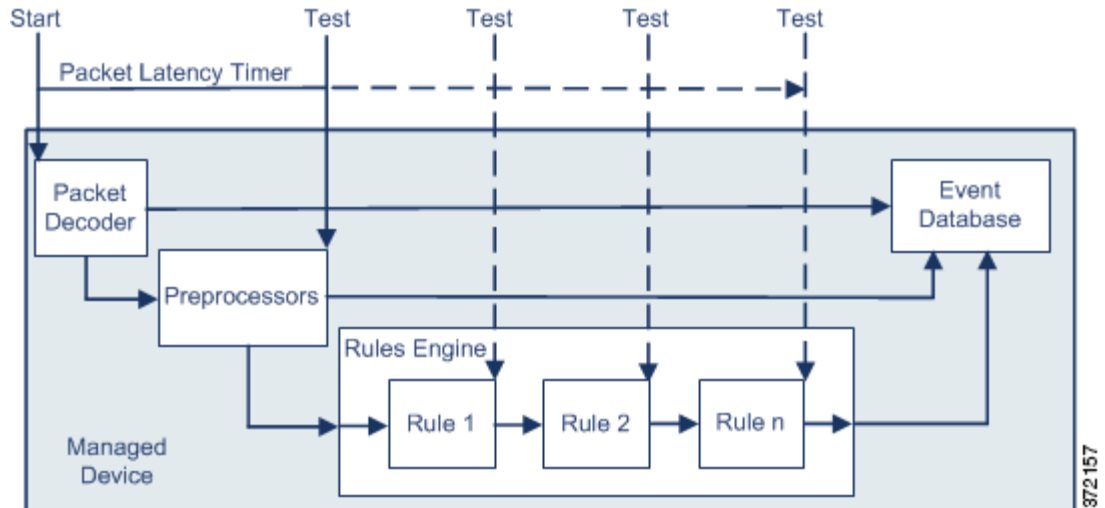 Start
Test
Test
Test
Test
Packet Latency Timer
Packet
Decoder
Event
Database
Preprocessors
Rules Engine
Rule 1
Rule 2
Rule n
Managed
Device
372157